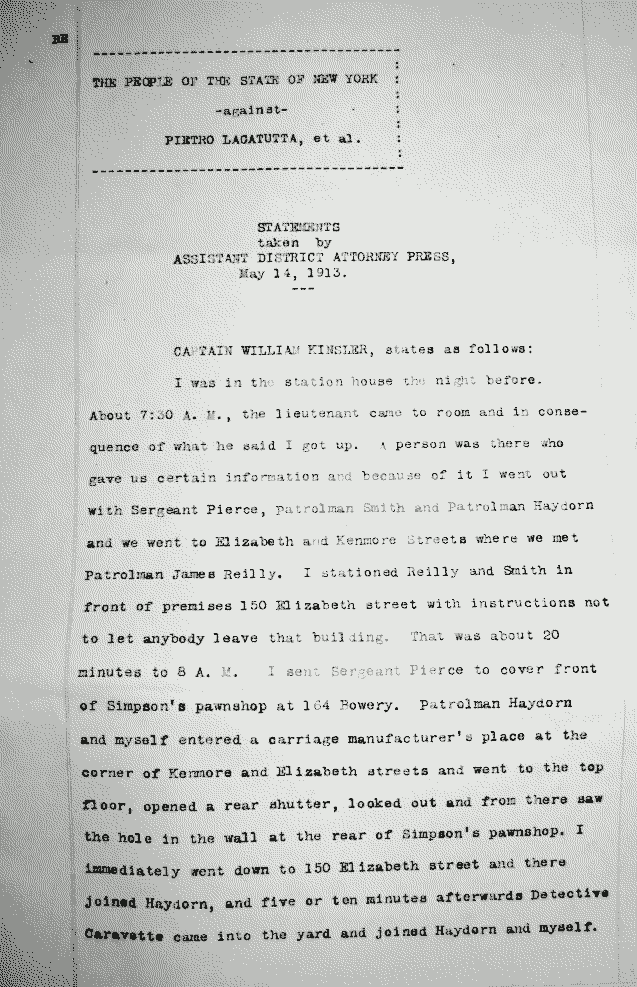 BE
THE PEOPLE OF THE STATE OF NEW YORK :
-against-
PIETRO LAGATUTTA, et al.
STATEMENTS
taken by
ASSISTANT DISTRICT ATTORNEY PRESS,
May 14, 1913.
---
CAPTAIN WILLIAM KINSLER, states as follows:
I was in the station house the night before.
About 7:30 A. M., the lieutenant came to room and in conse-
quence of what he said I got up. A person was there who
gave us certain information and because of it I went out
with Sergeant Pierce, Patrolman Smith and Patrolman Haydorn
and we went to Elizabeth and Kenmore Streets where we met
Patrolman James Reilly. I stationed Reilly and Smith in
front of premises 150 Elizabeth street with instructions not
to let anybody leave that building. That was about 20
minutes to 8 A. M. I sent Sergeant Pierce to cover front
of Simpson's pawnshop at 164 Bowery. Patrolman Haydorn
and myself entered a carriage manufacturer's place at the
corner of Kenmore and Elizabeth streets and went to the top
floor, opened a rear shutter, looked out and from there saw
the hole in the wall at the rear of Simpson's pawnshop. I
immediately went down to 150 Elizabeth street and there
joined Haydorn, and five or ten minutes afterwards Detective
Caravette came into the yard and joined Haydorn and myself.